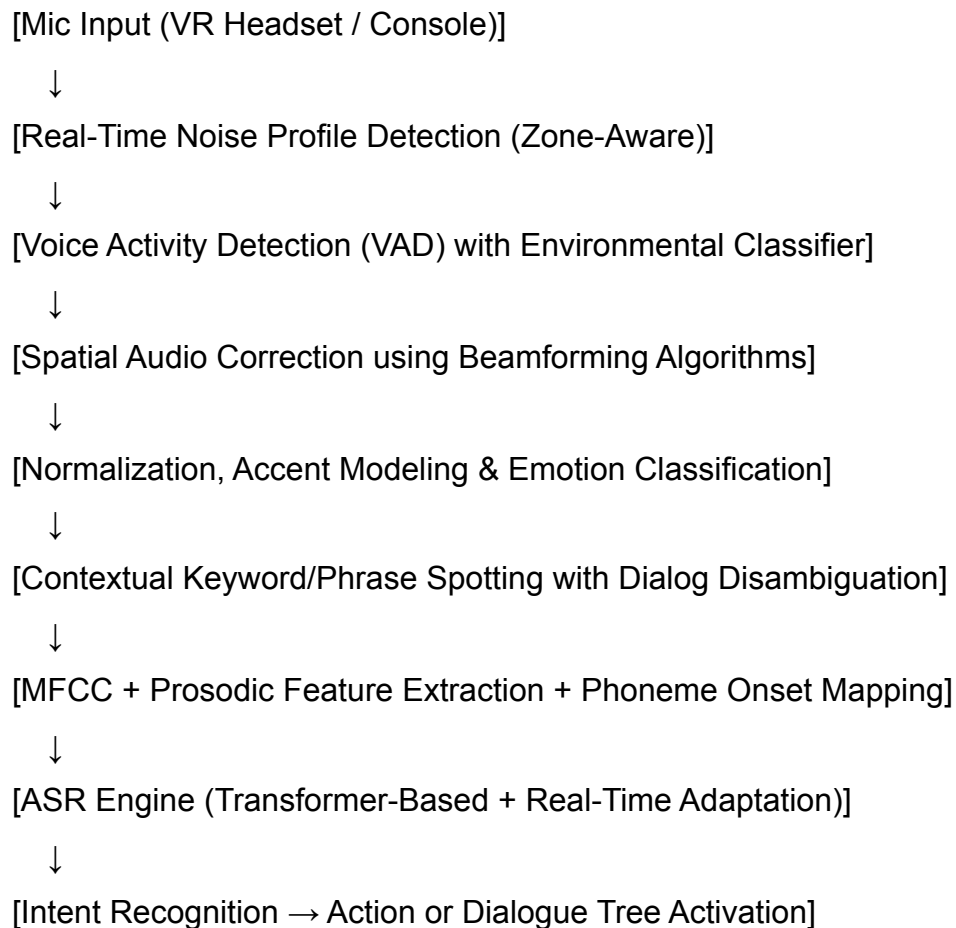 [Mic Input (VR Headset / Console)]
↓
[Real-Time Noise Profile Detection (Zone-Aware)]
↓
[Voice Activity Detection (VAD) with Environmental Classifier]
↓
[Spatial Audio Correction using Beamforming Algorithms]
↓
[Normalization, Accent Modeling & Emotion Classification]
↓
[Contextual Keyword/Phrase Spotting with Dialog Disambiguation]
↓
[MFCC + Prosodic Feature Extraction + Phoneme Onset Mapping]
↓
[ASR Engine (Transformer-Based + Real-Time Adaptation)]
↓
[Intent Recognition → Action or Dialogue Tree Activation]